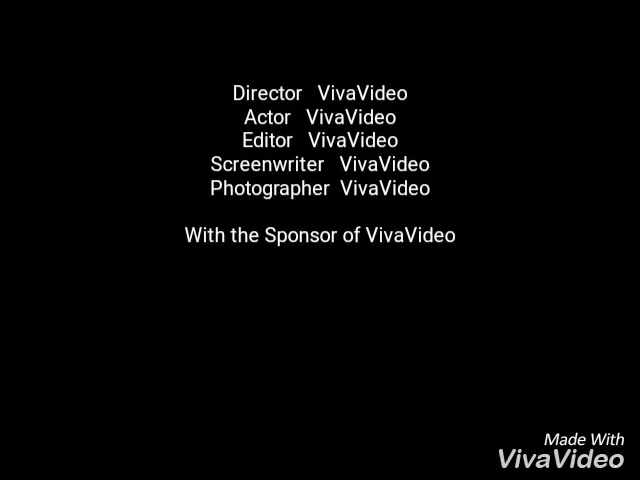 Director VivaVideo
Actor VivaVideo
Editor VivaVideo
Screenwriter VivaVideo
Photographer VivaVideo
With the Sponsor of VivaVideo
Made With
VivaVideo